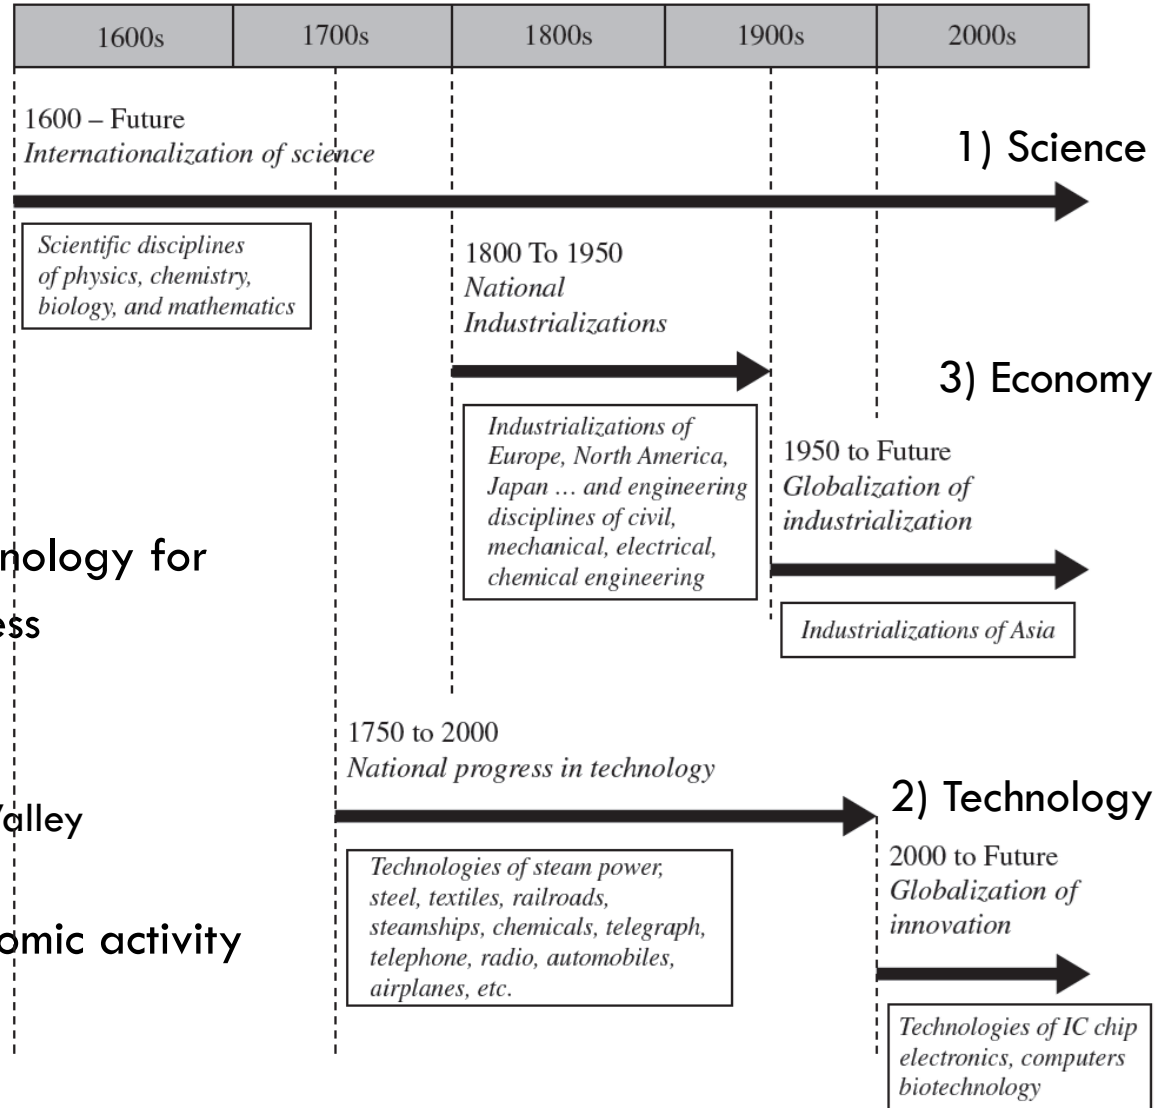 1600s 1700s 1800s 1900s 2000s
1600 – Future
Internationalization of science
1) Science
Scientific disciplines
of physics, chemistry,
biology, and mathematics
1800 To 1950
National
Industrializations
3) Economy
Industrializations of
Europe, North America,
Japan ... and engineering
disciplines of civil,
mechanical, electrical,
chemical engineering
1950 to Future
Globalization of
industrialization
Industrializations of Asia
nology for
ess
1750 to 2000
National progress in technology
2) Technology
alley
Technologies of steam power,
steel, textiles, railroads,
steamships, chemicals, telegraph,
telephone, radio, automobiles,
airplanes, etc.
2000 to Future
Globalization of
innovation
omic activity
Technologies of IC chip
electronics, computers
biotechnology